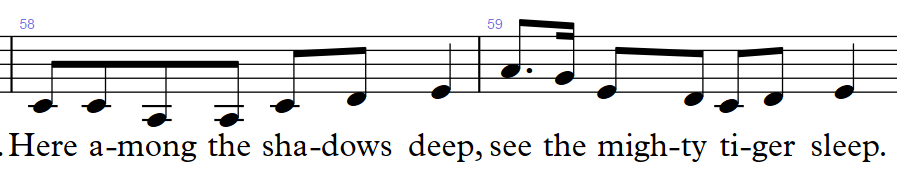 58 59
. Here a-mong the sha-dows deep, see the migh-ty ti-ger sleep.